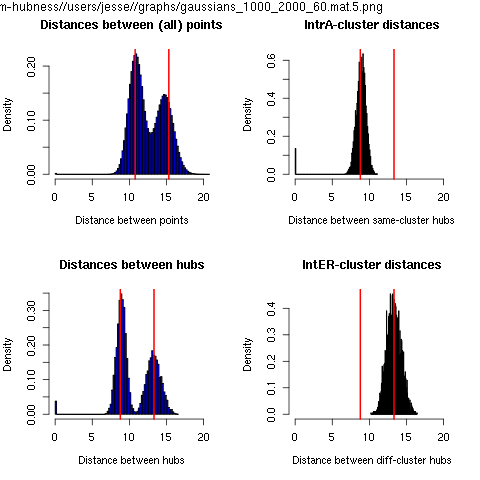 m-hubness//users/jesse//graphs/gaussians_1000_2000_60.mat.5.png
Distances between (all) points
Density
0.00 0.10 0.20
0 5 10 15 20
Distance between points
IntrA-cluster distances
Density
0.0 0.2 0.4 0.6
0 5 10 15 20
Distance between same-cluster hubs
Distances between hubs
Density
0.00 0.10 0.20 0.30
0 5 10 15 20
Distance between hubs
IntER-cluster distances
Density
0.0 0.1 0.2 0.3 0.4
0 5 10 15 20
Distance between diff-cluster hubs